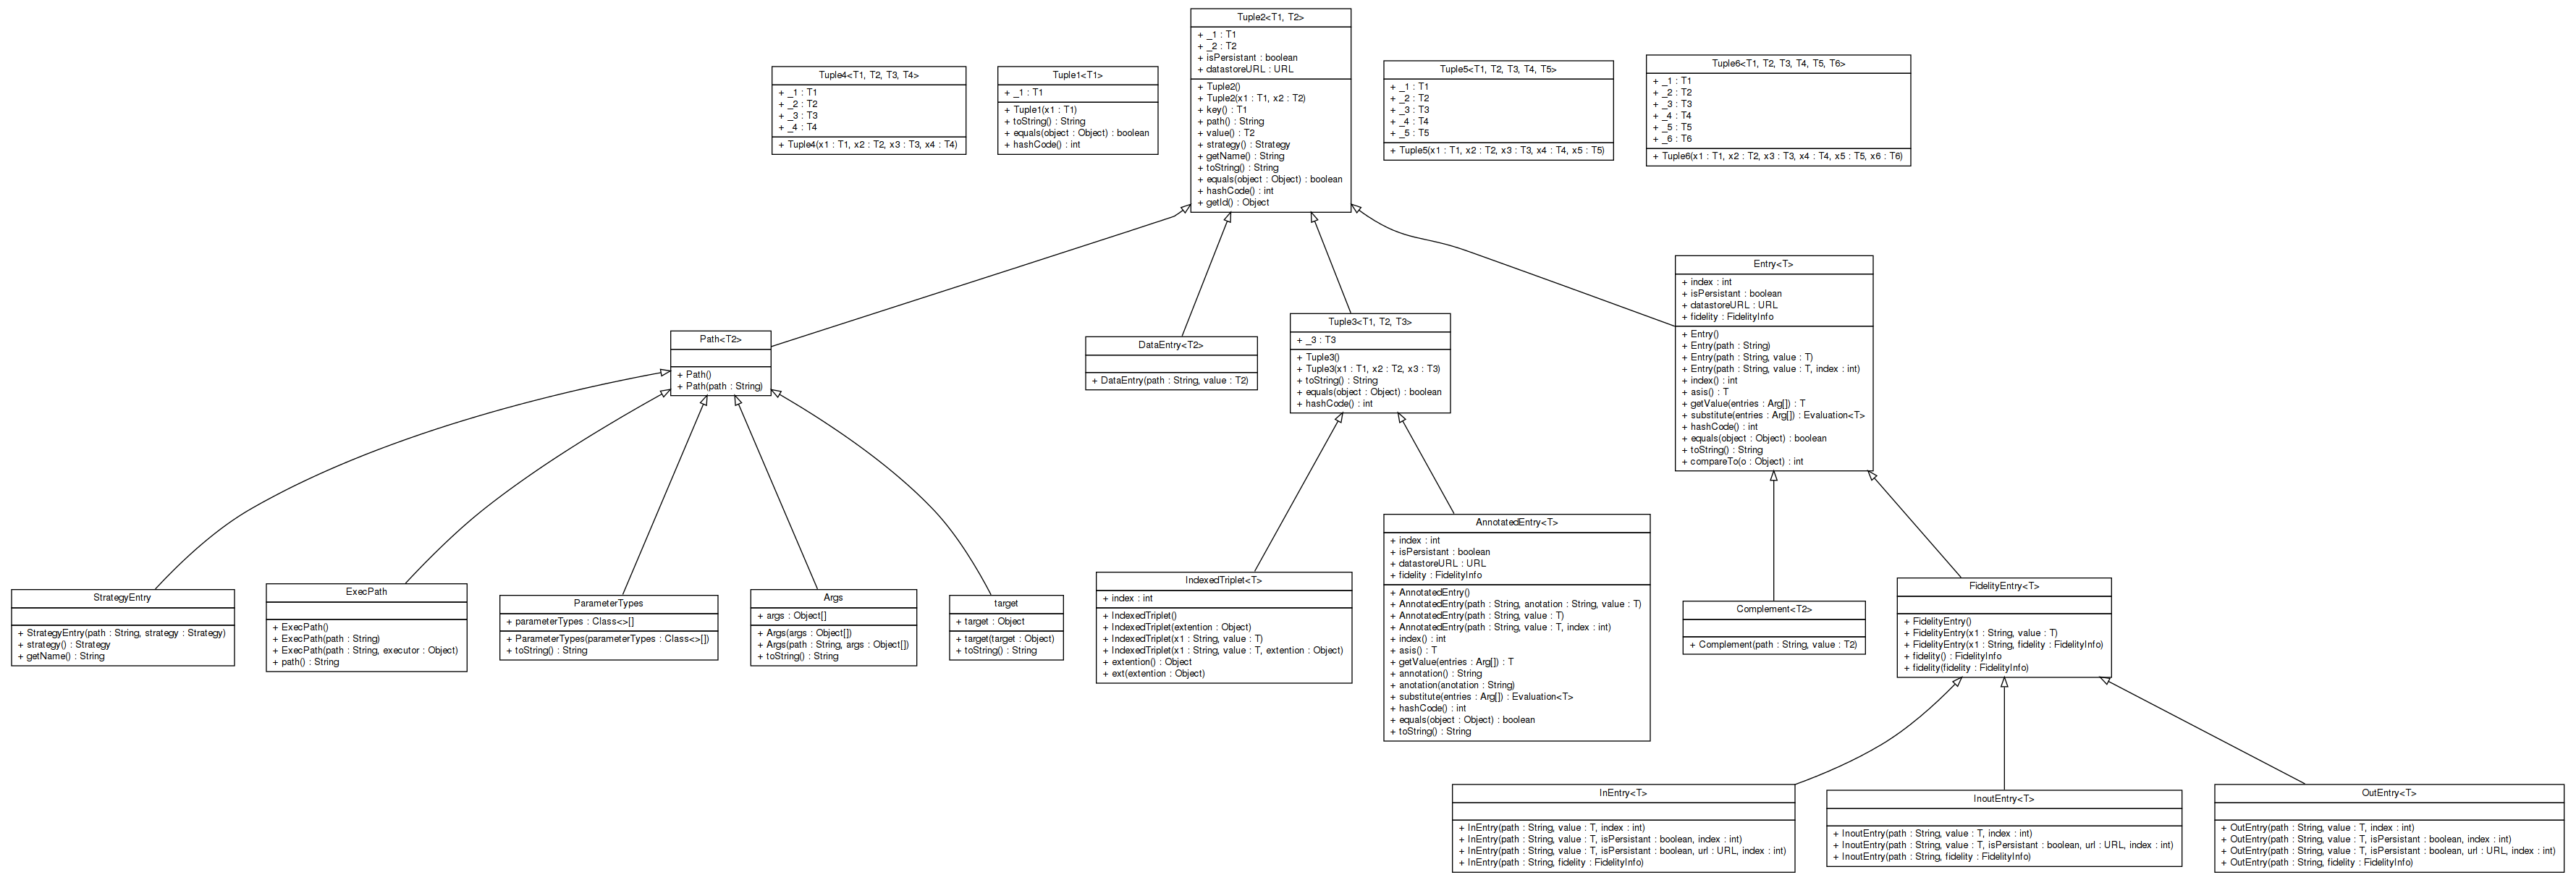 Tuple2<T1, T2>
+ _1 : T1
+ _2 : T2
+ isPersistant : boolean
+ datastoreURL : URL
+ Tuple2()
+ Tuple2(x1 : T1, x2 : T2)
+ key() : T1
+ path() : String
+ value() : T2
+ strategy() : Strategy
+ getName() : String
+ toString() : String
+ equals(object : Object) : boolean
+ hashCode() : int
+ getId() : Object
Tuple4<T1, T2, T3, T4>
+ _1 : T1
+ _2 : T2
+ _3 : T3
+ _4 : T4
+ Tuple4(x1 : T1, x2 : T2, x3 : T3, x4 : T4)
Tuple1<T1>
+ _1 : T1
+ Tuple1(x1 : T1)
+ toString() : String
+ equals(object : Object) : boolean
+ hashCode() : int
Tuple5<T1, T2, T3, T4, T5>
+ _1 : T1
+ _2 : T2
+ _3 : T3
+ _4 : T4
+ _5 : T5
+ Tuple5(x1 : T1, x2 : T2, x3 : T3, x4 : T4, x5 : T5)
Tuple6<T1, T2, T3, T4, T5, T6>
+ _1 : T1
+ _2 : T2
+ _3 : T3
+ _4 : T4
+ _5 : T5
+ _6 : T6
+ Tuple6(x1 : T1, x2 : T2, x3 : T3, x4 : T4, x5 : T5, x6 : T6)
Path<T2>
+ Path()
+ Path(path : String)
DataEntry<T2>
+ DataEntry(path : String, value : T2)
Tuple3<T1, T2, T3>
+ _3 : T3
+ Tuple3()
+ Tuple3(x1 : T1, x2 : T2, x3 : T3)
+ toString() : String
+ equals(object : Object) : boolean
+ hashCode() : int
Entry<T>
+ index : int
+ isPersistant : boolean
+ datastoreURL : URL
+ fidelity : FidelityInfo
+ Entry()
+ Entry(path : String)
+ Entry(path : String, value : T)
+ Entry(path : String, value : T, index : int)
+ index() : int
+ asis() : T
+ getValue(entries : Arg[]) : T
+ substitute(entries : Arg[]) : Evaluation<T>
+ hashCode() : int
+ equals(object : Object) : boolean
+ toString() : String
+ compareTo(o : Object) : int
StrategyEntry
+ StrategyEntry(path : String, strategy : Strategy)
+ strategy() : Strategy
+ getName() : String
ExecPath
+ ExecPath()
+ ExecPath(path : String)
+ ExecPath(path : String, executor : Object)
+ path() : String
ParameterTypes
+ parameterTypes : Class<>[]
+ ParameterTypes(parameterTypes : Class<>[])
+ toString() : String
Args
+ args : Object[]
+ Args(args : Object[])
+ Args(path : String, args : Object[])
+ toString() : String
target
+ target : Object
+ target(target : Object)
+ toString() : String
IndexedTriplet<T>
+ index : int
+ IndexedTriplet()
+ IndexedTriplet(extention : Object)
+ IndexedTriplet(x1 : String, value : T)
+ IndexedTriplet(x1 : String, value : T, extention : Object)
+ extention() : Object
+ ext(extention : Object)
AnnotatedEntry<T>
+ index : int
+ isPersistant : boolean
+ datastoreURL : URL
+ fidelity : FidelityInfo
+ AnnotatedEntry()
+ AnnotatedEntry(path : String, anotation : String, value : T)
+ AnnotatedEntry(path : String, value : T)
+ AnnotatedEntry(path : String, value : T, index : int)
+ index() : int
+ asis() : T
+ getValue(entries : Arg[]) : T
+ annotation() : String
+ anotation(anotation : String)
+ substitute(entries : Arg[]) : Evaluation<T>
+ hashCode() : int
+ equals(object : Object) : boolean
+ toString() : String
Complement<T2>
+ Complement(path : String, value : T2)
FidelityEntry<T>
+ FidelityEntry()
+ FidelityEntry(x1 : String, value : T)
+ FidelityEntry(x1 : String, fidelity : FidelityInfo)
+ fidelity() : FidelityInfo
+ fidelity(fidelity : FidelityInfo)
InEntry<T>
+ InEntry(path : String, value : T, index : int)
+ InEntry(path : String, value : T, isPersistant : boolean, index : int)
+ InEntry(path : String, value : T, isPersistant : boolean, url : URL, index : int)
+ InEntry(path : String, fidelity : FidelityInfo)
InoutEntry<T>
+ InoutEntry(path : String, value : T, index : int)
+ InoutEntry(path : String, value : T, isPersistant : boolean, url : URL, index : int)
+ InoutEntry(path : String, fidelity : FidelityInfo)
OutEntry<T>
+ OutEntry(path : String, value : T, index : int)
+ OutEntry(path : String, value : T, isPersistant : boolean, index : int)
+ OutEntry(path : String, value : T, isPersistant : boolean, url : URL, index : int)
+ OutEntry(path : String, fidelity : FidelityInfo)